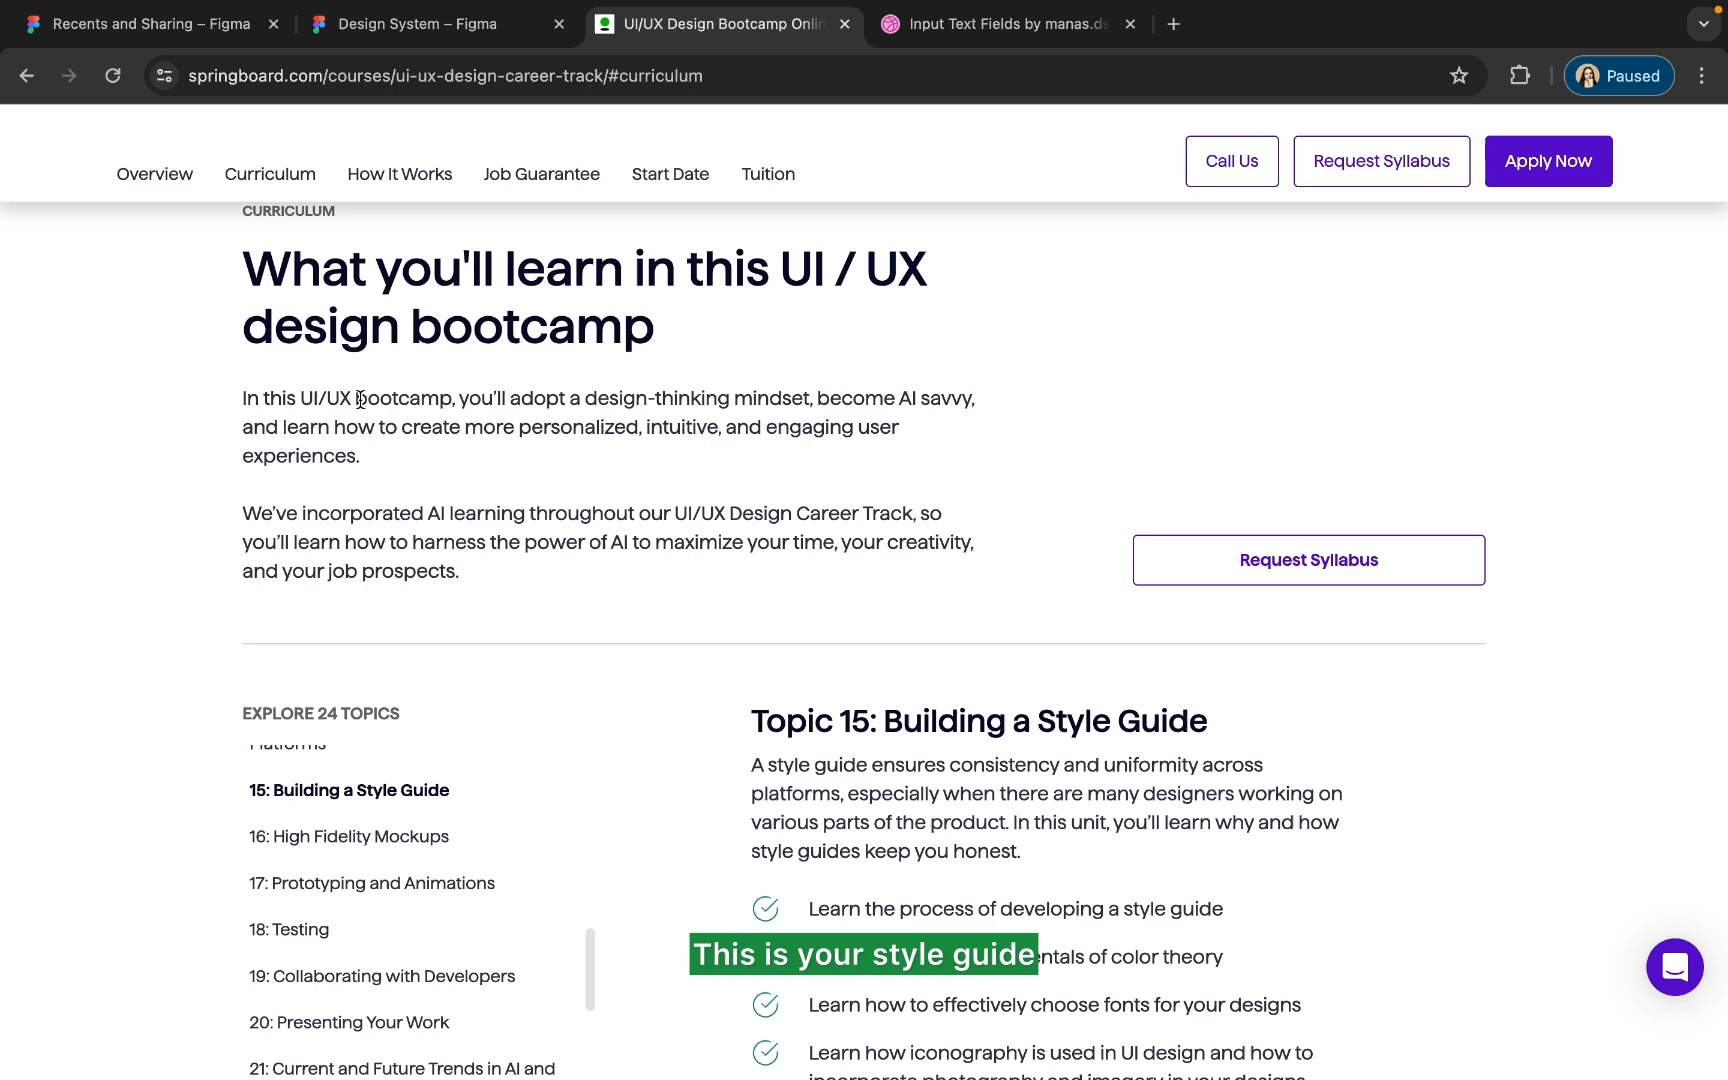 Recents and Sharing – Figma
Design System – Figma
UI/UX Design Bootcamp Onlin
Input Text Fields by manas.ds
springboard.com/courses/ui-ux-design-career-track/#curriculum
Paused
Overview
Curriculum
How It Works
Job Guarantee
Start Date
Tuition
Call Us
Request Syllabus
Apply Now
CURRICULUM
What you'll learn in this UI / UX
design bootcamp
In this UI/UX bootcamp, you'll adopt a design-thinking mindset, become AI savvy,
and learn how to create more personalized, intuitive, and engaging user
experiences.
We've incorporated AI learning throughout our UI/UX Design Career Track, so
you'll learn how to harness the power of AI to maximize your time, your creativity,
and your job prospects.
Request Syllabus
EXPLORE 24 TOPICS
15: Building a Style Guide
16: High Fidelity Mockups
17: Prototyping and Animations
18: Testing
19: Collaborating with Developers
20: Presenting Your Work
21: Current and Future Trends in AI and
Topic 15: Building a Style Guide
A style guide ensures consistency and uniformity across
platforms, especially when there are many designers working on
various parts of the product. In this unit, you'll learn why and how
style guides keep you honest.
Learn the process of developing a style guide
This is your style guide
entals of color theory
Learn how to effectively choose fonts for your designs
Learn how iconography is used in UI design and how to